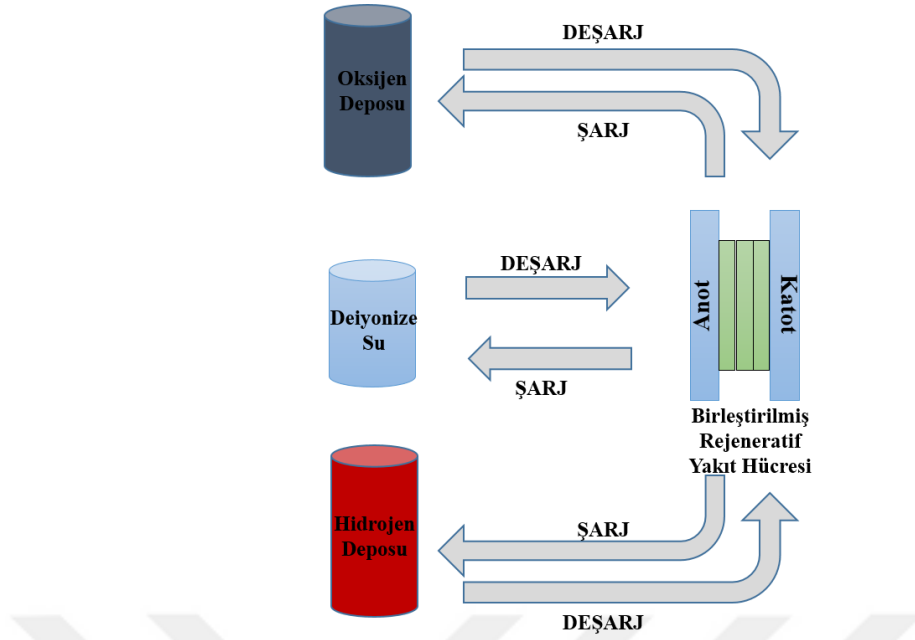 DEŞARJ
Oksijen
Deposu
ŞARJ
DEŞARJ
Deiyonize
Su
ŞARJ
Anot
Katot
Birleştirilmiş
Rejeneratif
Yakıt Hücresi
Hidrojen
Deposu
ŞARJ
DEŞARJ